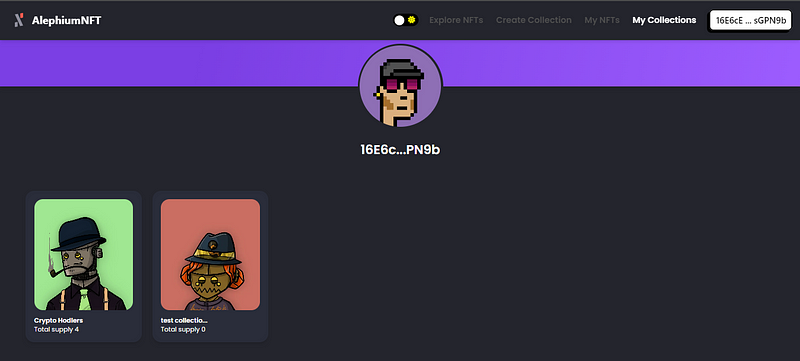 AlephiumNFT
Explore NFTs Create Collection My NFTs My Collections 16E6cE ... sGPN9b
16E6c...PN9b
Crypto Hodlers
Total supply 4
test collectio...
Total supply 0